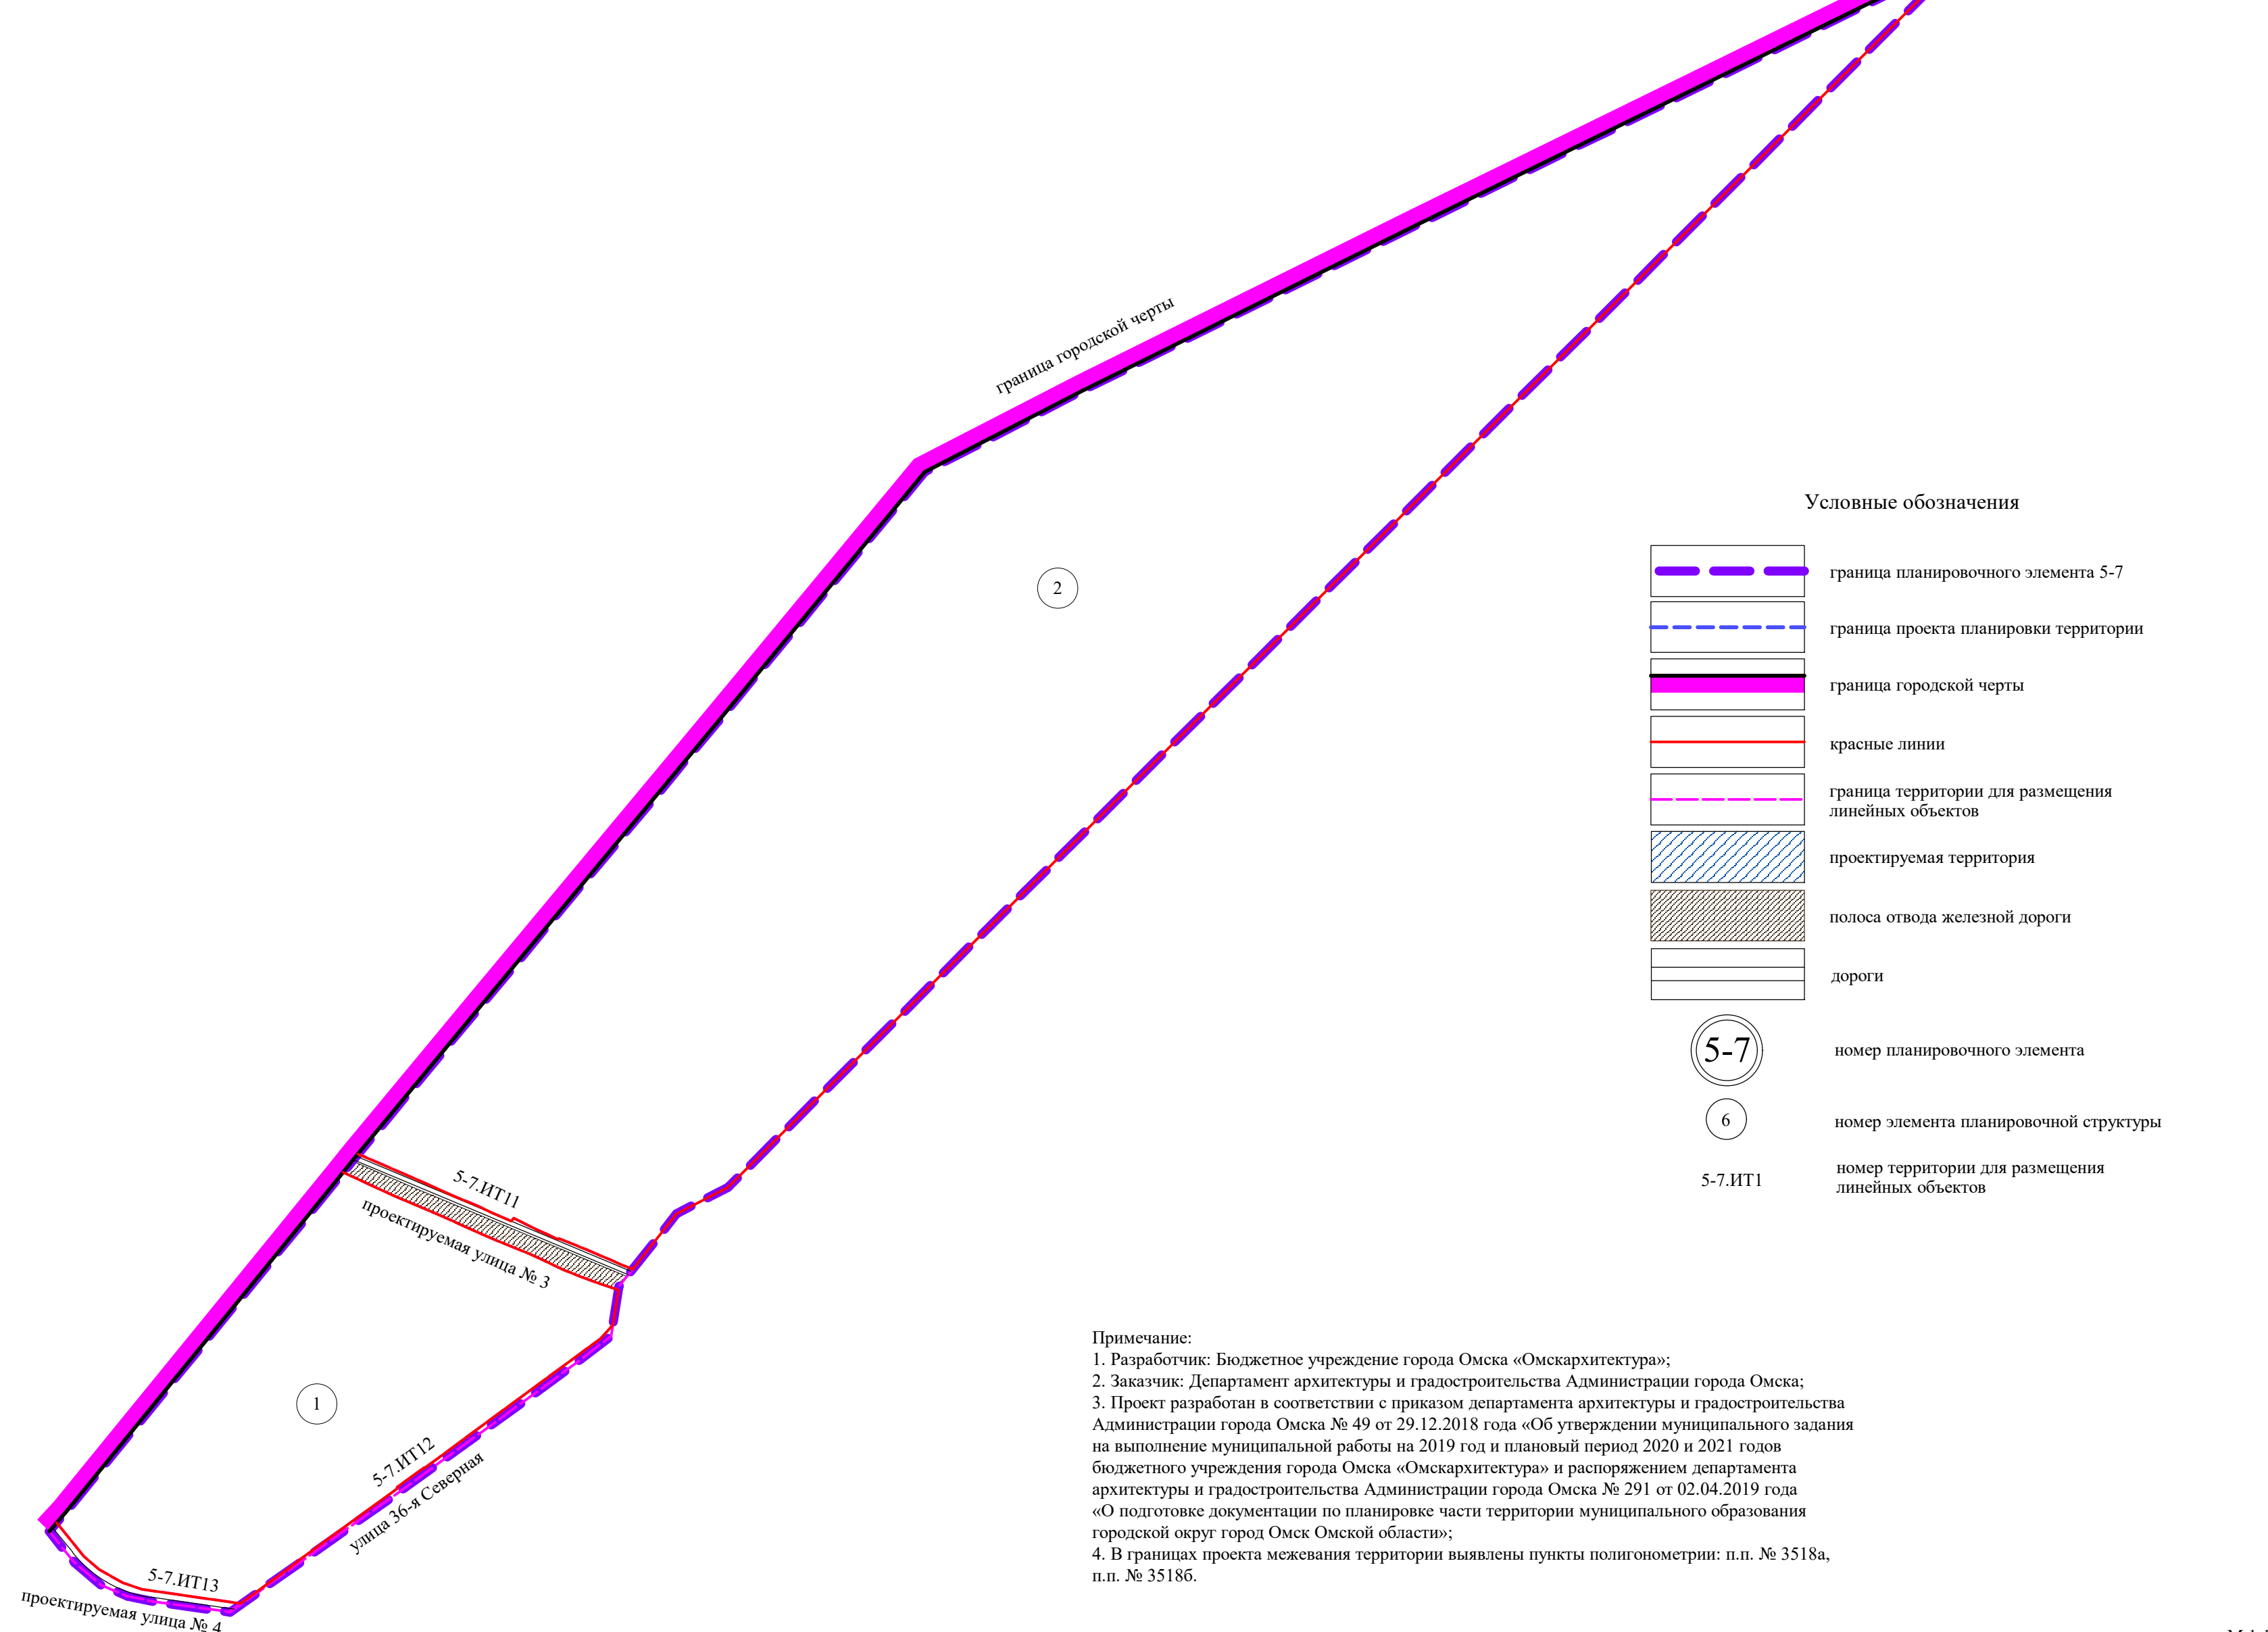 граница городской черты
2
Условные обозначения
граница планировочного элемента 5-7
граница проекта планировки территории
граница городской черты
красные линии
граница территории для размещения
линейных объектов
проектируемая территория
полоса отвода железной дороги
дороги
5-7
номер планировочного элемента
6
номер элемента планировочной структуры
5-7.ИТ1
номер территории для размещения
линейных объектов
5-7.ИТ11
проектируемая улица № 3
1
5-7.ИТ12
улица 36-я Северная
5-7.ИТ13
проектируемая улица № 4
Примечание:
1. Разработчик: Бюджетное учреждение города Омска «Омскархитектура»;
2. Заказчик: Департамент архитектуры и градостроительства Администрации города Омска;
3. Проект разработан в соответствии с приказом департамента архитектуры и градостроительства
Администрации города Омска № 49 от 29.12.2018 года «Об утверждении муниципального задания
на выполнение муниципальной работы на 2019 год и плановый период 2020 и 2021 годов
бюджетного учреждения города Омска «Омскархитектура» и распоряжением департамента
архитектуры и градостроительства Администрации города Омска № 291 от 02.04.2019 года
«О подготовке документации по планировке части территории муниципального образования
городской округ город Омск Омской области»;
4. В границах проекта межевания территории выявлены пункты полигонометрии: п.п. № 3518а,
п.п. № 3518б.